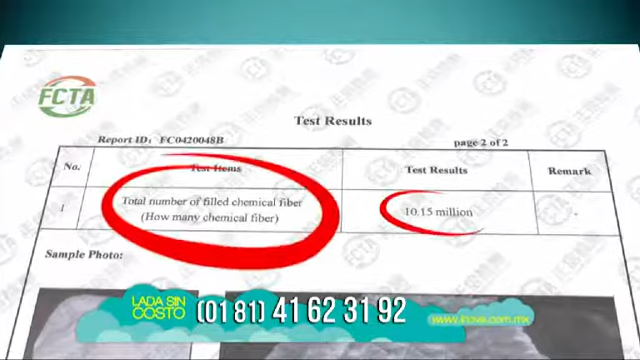 FCTA
Test Results
Report ID: FC0420048B
page 2 of 2
No. Test Items Test Results Remark
1 Total number of filled chemical fiber 10.15 million -
(How many chemical fiber)
Sample Photo:
LADA SIN
COSTO
(01 81) 41 62 31 92